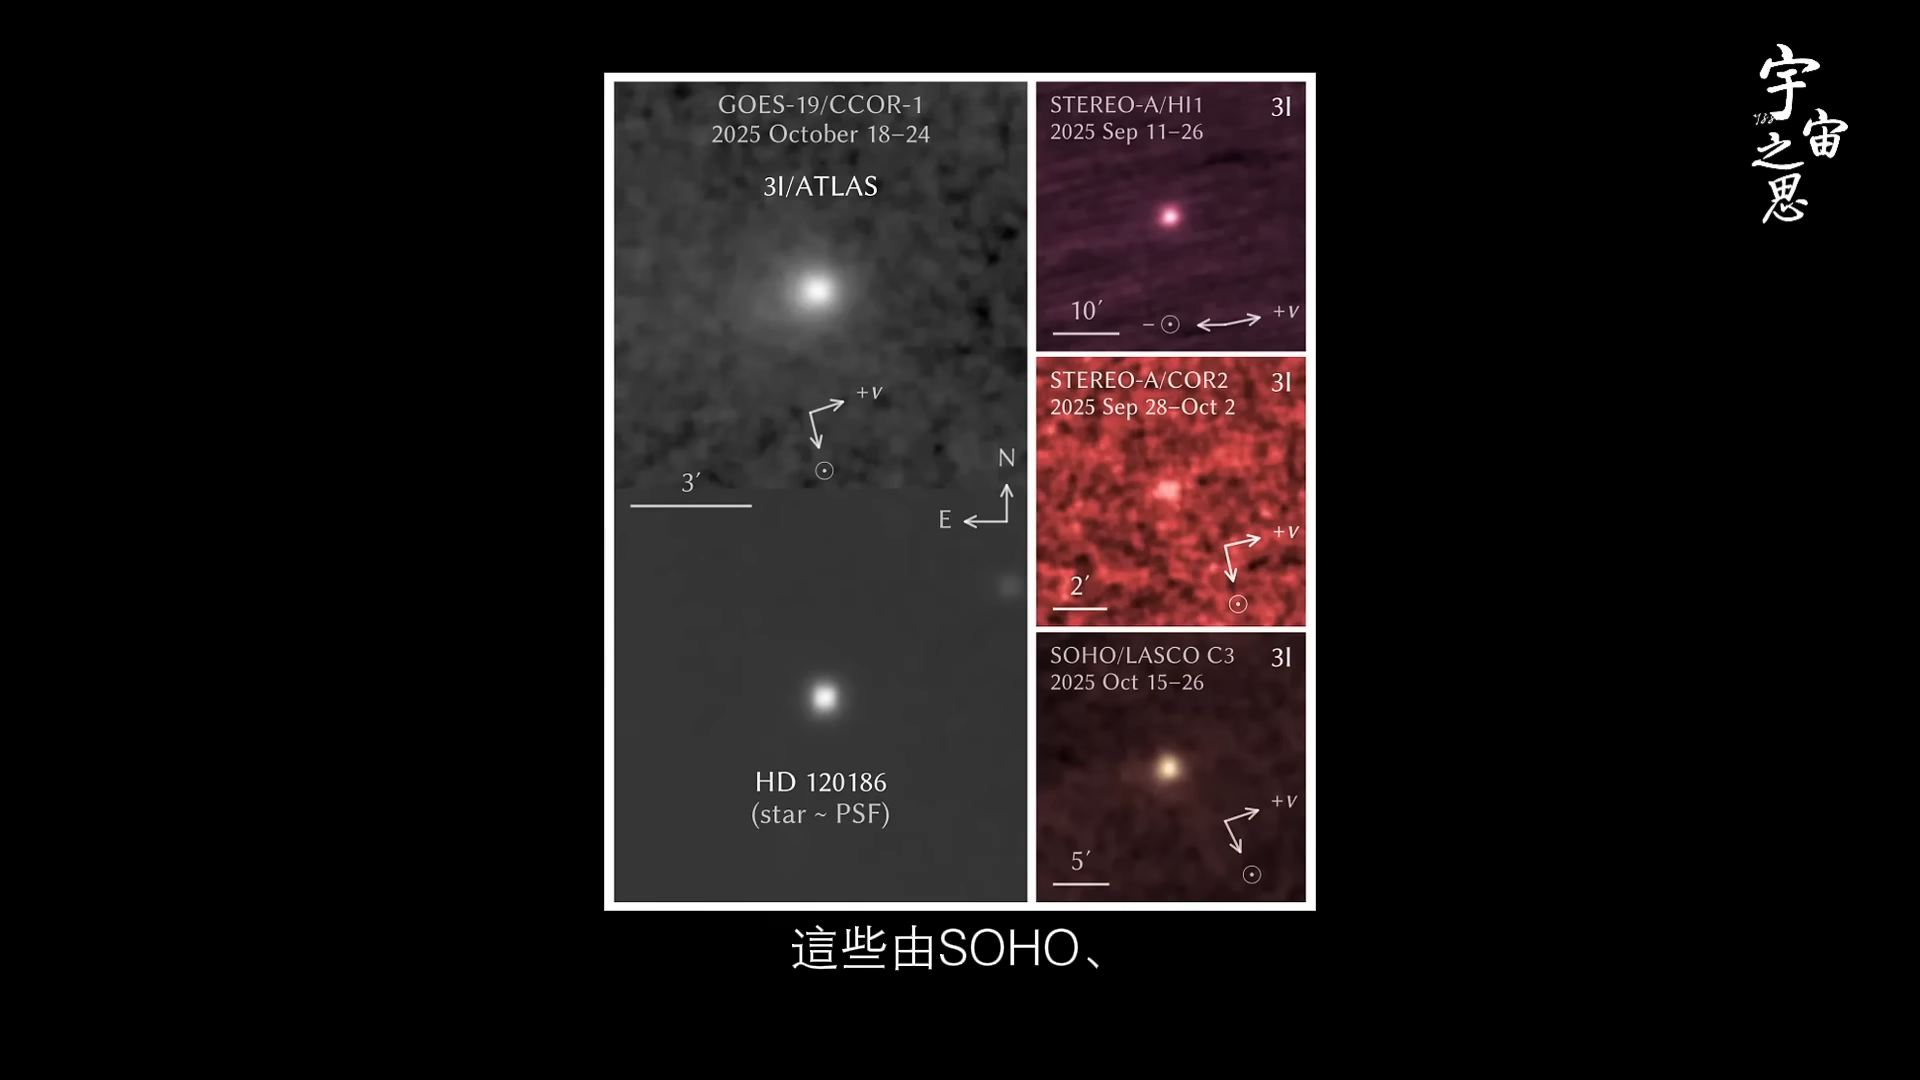 GOES-19/CCOR-1
2025 October 18–24
3I/ATLAS
+v
☉
3′
N
E
HD 120186
(star ~ PSF)
STEREO-A/HI1
3I
2025 Sep 11–26
10′
–☉
+v
STEREO-A/COR2
3I
2025 Sep 28–Oct 2
+v
2′
☉
SOHO/LASCO C3
3I
2025 Oct 15–26
+v
5′
☉
宇宙之思
這些由SOHO、